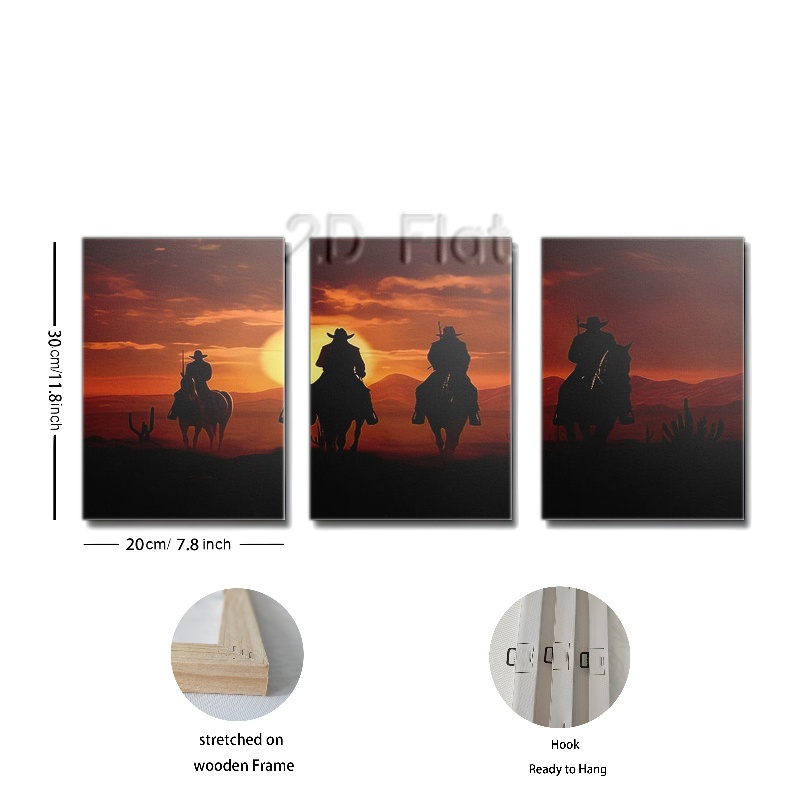 2D Flat
30cm/11.8inch
20cm/ 7.8 inch
stretched on
wooden Frame
Hook
Ready to Hang